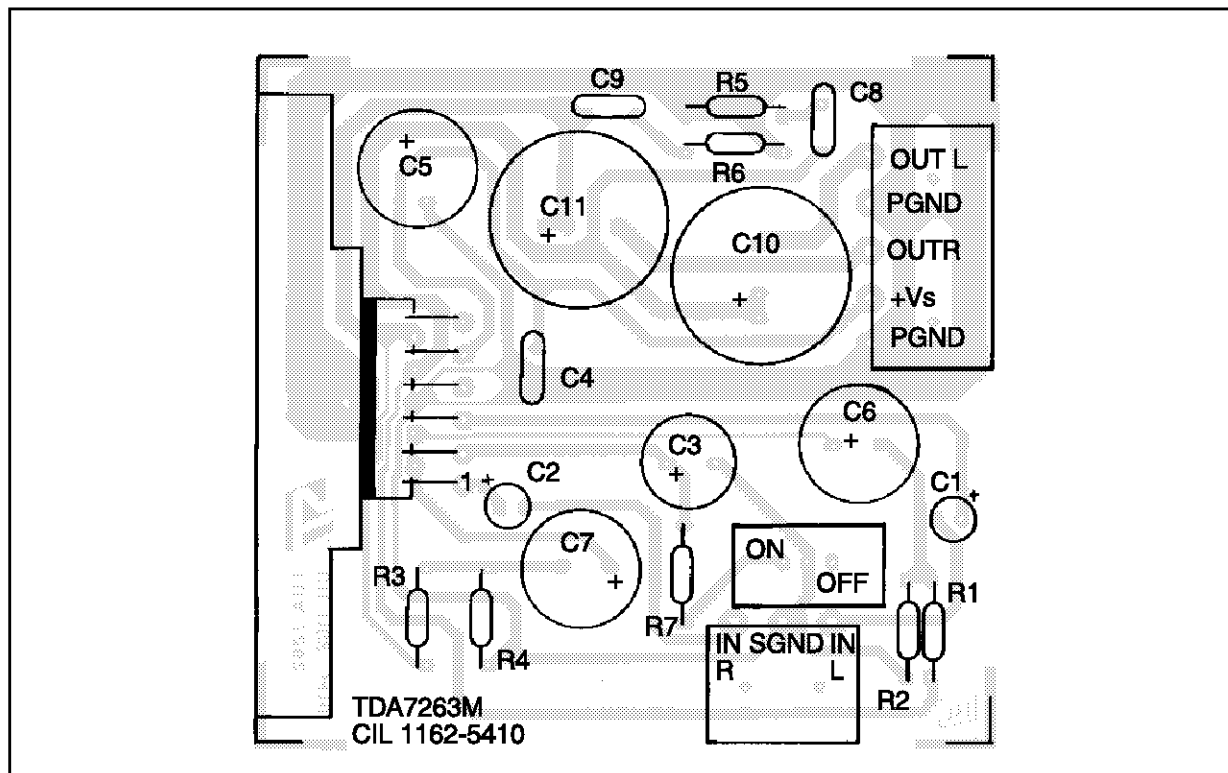 C9
R5
C8
C5
R6
OUT L
C11
PGND
C10
OUTR
+Vs
PGND
C4
C6
C3
C2
C1
1
C7
ON
OFF
R3
R1
R7
R4
IN SGND IN
R L
R2
TDA7263M
CIL 1162-5410